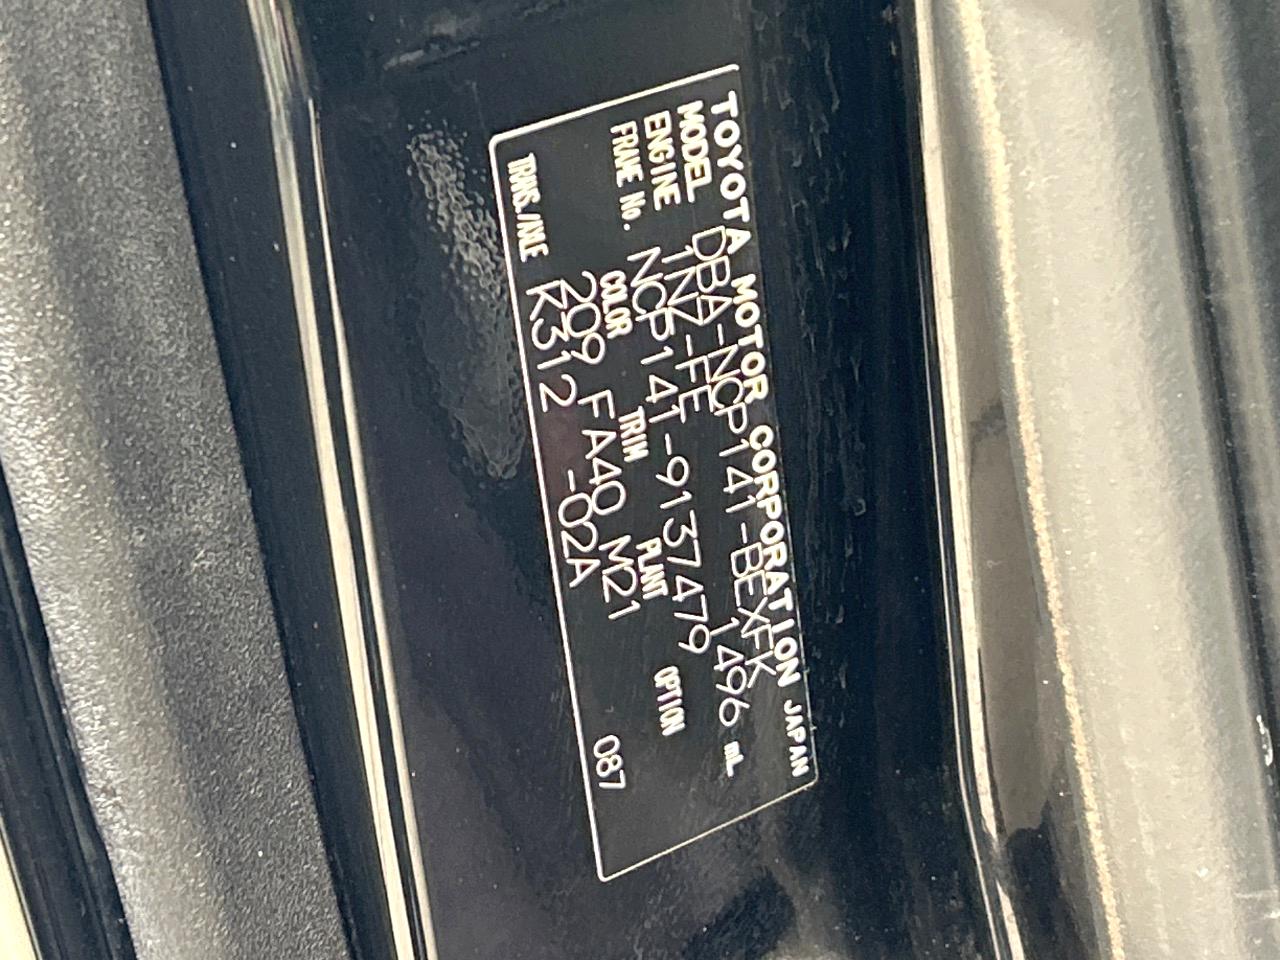 TOYOTA MOTOR CORPORATION JAPAN
MODEL DBA-NCP141-BEXFK
ENGINE 1NZ-FE 1496 mL
FRAME No. NCP141-9137479
COLOR TRIM PLANT OPTION
209 FA40 M21
TRANS./AXLE K312 -02A 087